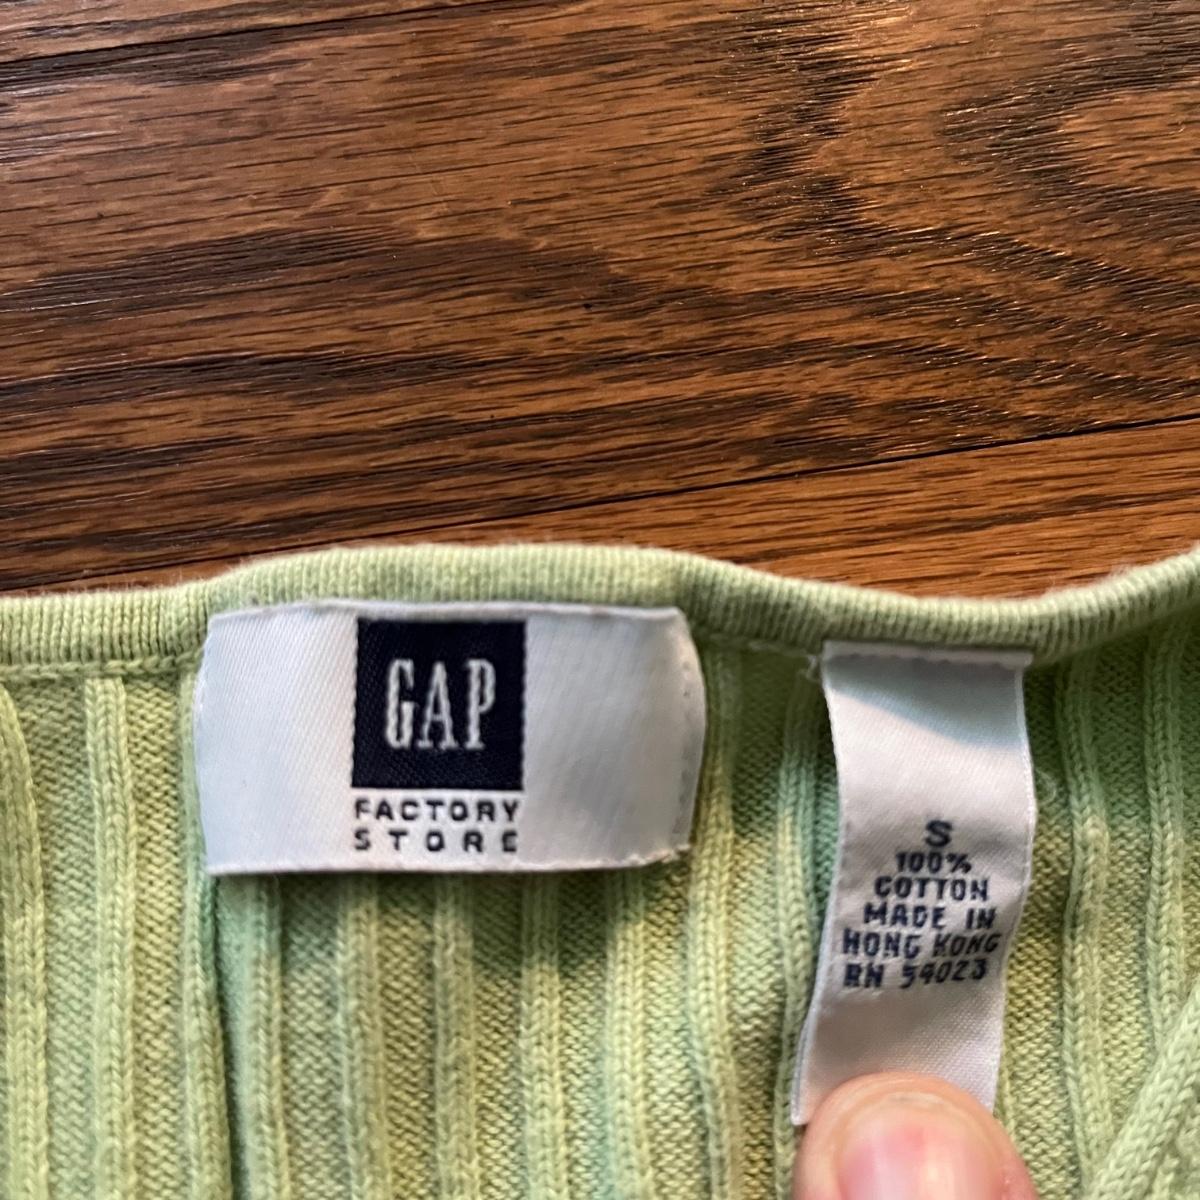 GAP
FACTORY
STORE
S
100%
COTTON
MADE IN
HONG KONG
RN 54023